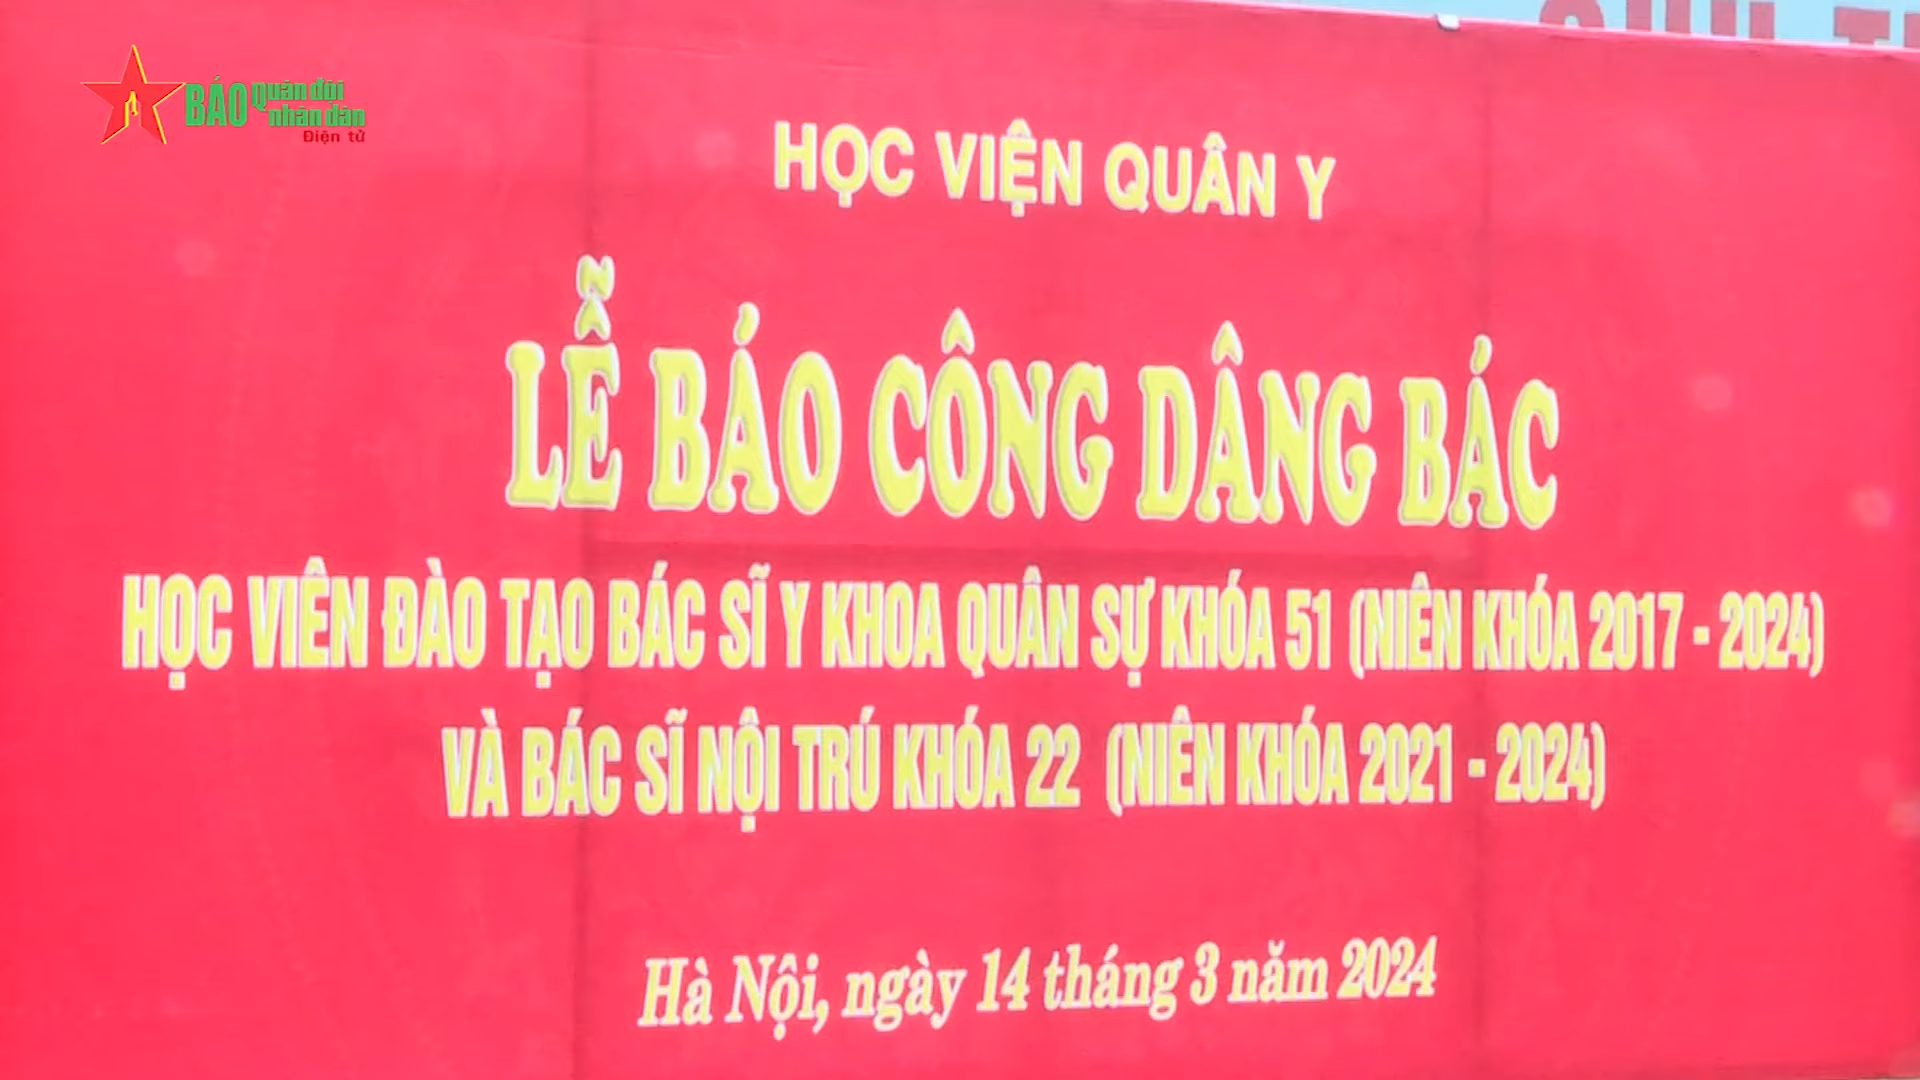 BÁO Quân đội nhân dân
Điện tử
HỌC VIỆN QUÂN Y
LỄ BÁO CÔNG DÂNG BÁC
HỌC VIÊN ĐÀO TẠO BÁC SĨ Y KHOA QUÂN SỰ KHÓA 51 (NIÊN KHÓA 2017 - 2024)
VÀ BÁC SĨ NỘI TRÚ KHÓA 22 (NIÊN KHÓA 2021 - 2024)
Hà Nội, ngày 14 tháng 3 năm 2024